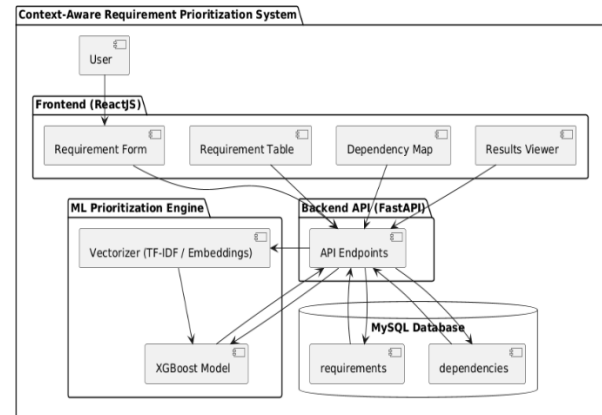 Context-Aware Requirement Prioritization System
User
Frontend (ReactJS)
Requirement Form
Requirement Table
Dependency Map
Results Viewer
ML Prioritization Engine
Backend API (FastAPI)
Vectorizer (TF-IDF / Embeddings)
API Endpoints
MySQL Database
XGBoost Model
requirements
dependencies